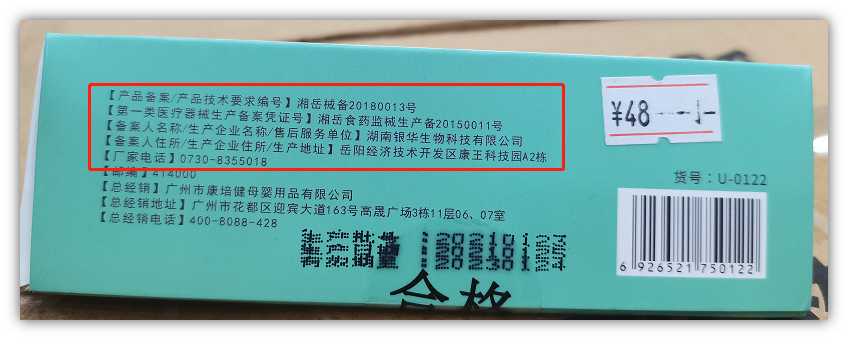 【产品备案/产品技术要求编号】湘岳械备20180013号
【第一类医疗器械生产备案凭证号】湘岳食药监械生产备20150011号
【备案人名称/生产企业名称/售后服务单位】湖南银华生物科技有限公司
【备案人住所/生产企业住所/生产地址】岳阳经济技术开发区康王科技园A2栋
【厂家电话】0730-8355018
【邮编】414000
【总经销】广州市康培健母婴用品有限公司
【总经销地址】广州市花都区迎宾大道163号高晟广场3栋11层06、07室
【总经销电话】400-8088-428
合格
¥48
货号：U-0122
6 926521 750122